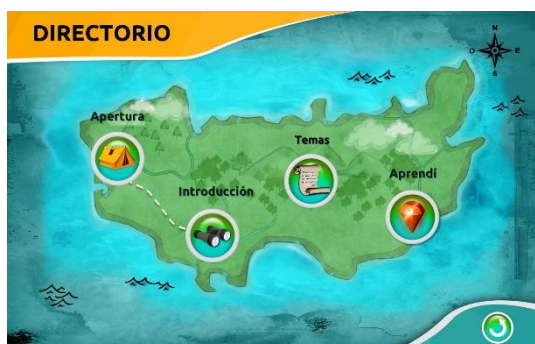 DIRECTORIO
N
O
E
S
Apertura
Temas
Aprendí
Introducción